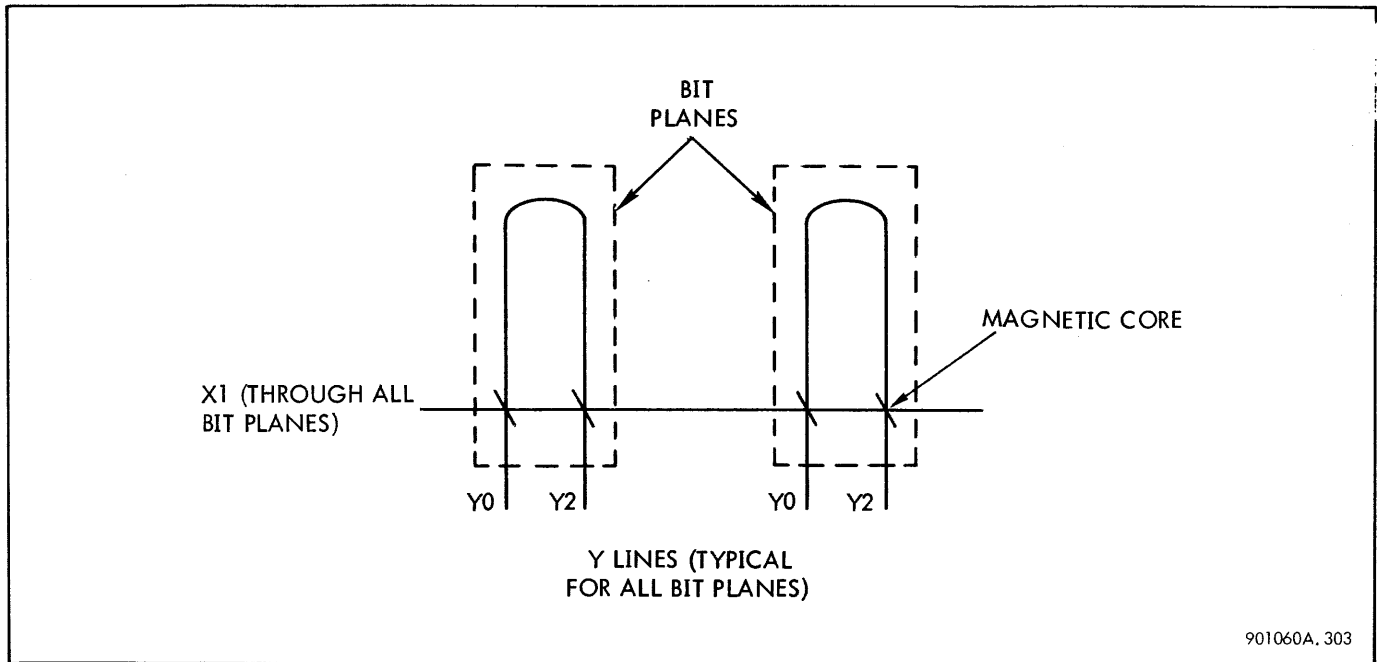 BIT
PLANES
MAGNETIC CORE
X1 (THROUGH ALL
BIT PLANES)
Y0 Y2 Y0 Y2
Y LINES (TYPICAL
FOR ALL BIT PLANES)
901060A. 303